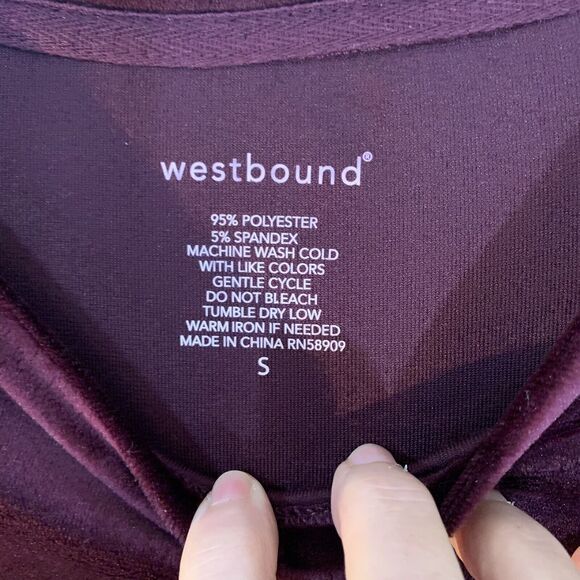 westbound®
95% POLYESTER
5% SPANDEX
MACHINE WASH COLD
WITH LIKE COLORS
GENTLE CYCLE
DO NOT BLEACH
TUMBLE DRY LOW
WARM IRON IF NEEDED
MADE IN CHINA RN58909
S